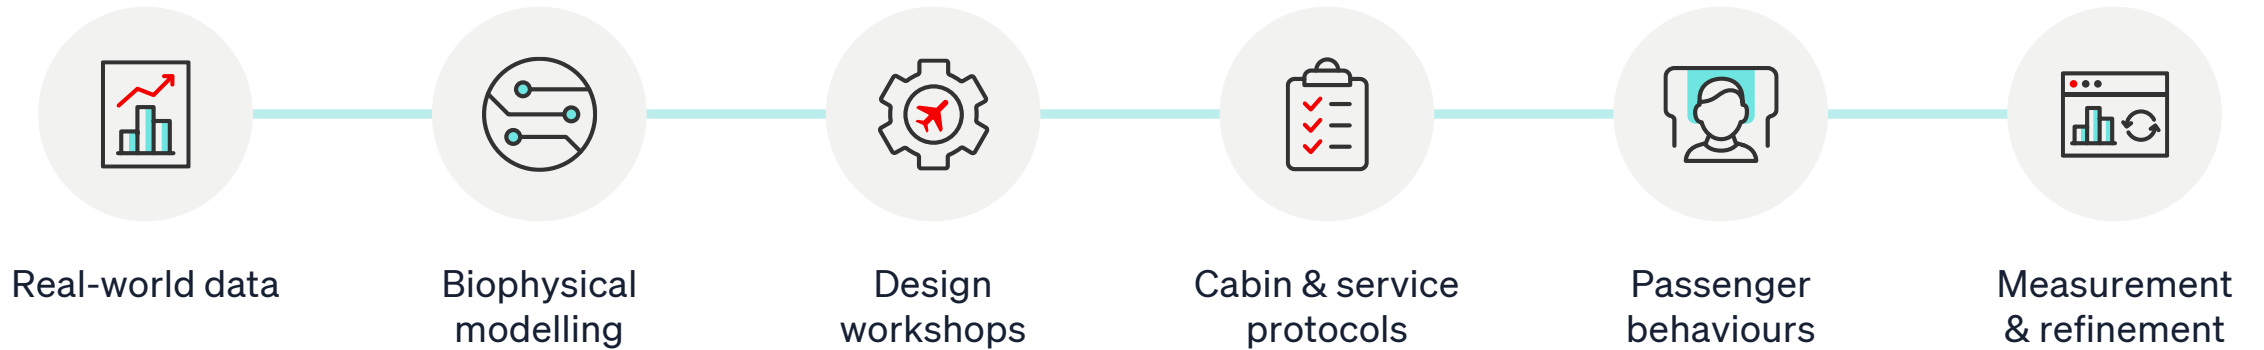 Real-world data
Biophysical
modelling
Design
workshops
Cabin & service
protocols
Passenger
behaviours
Measurement
& refinement